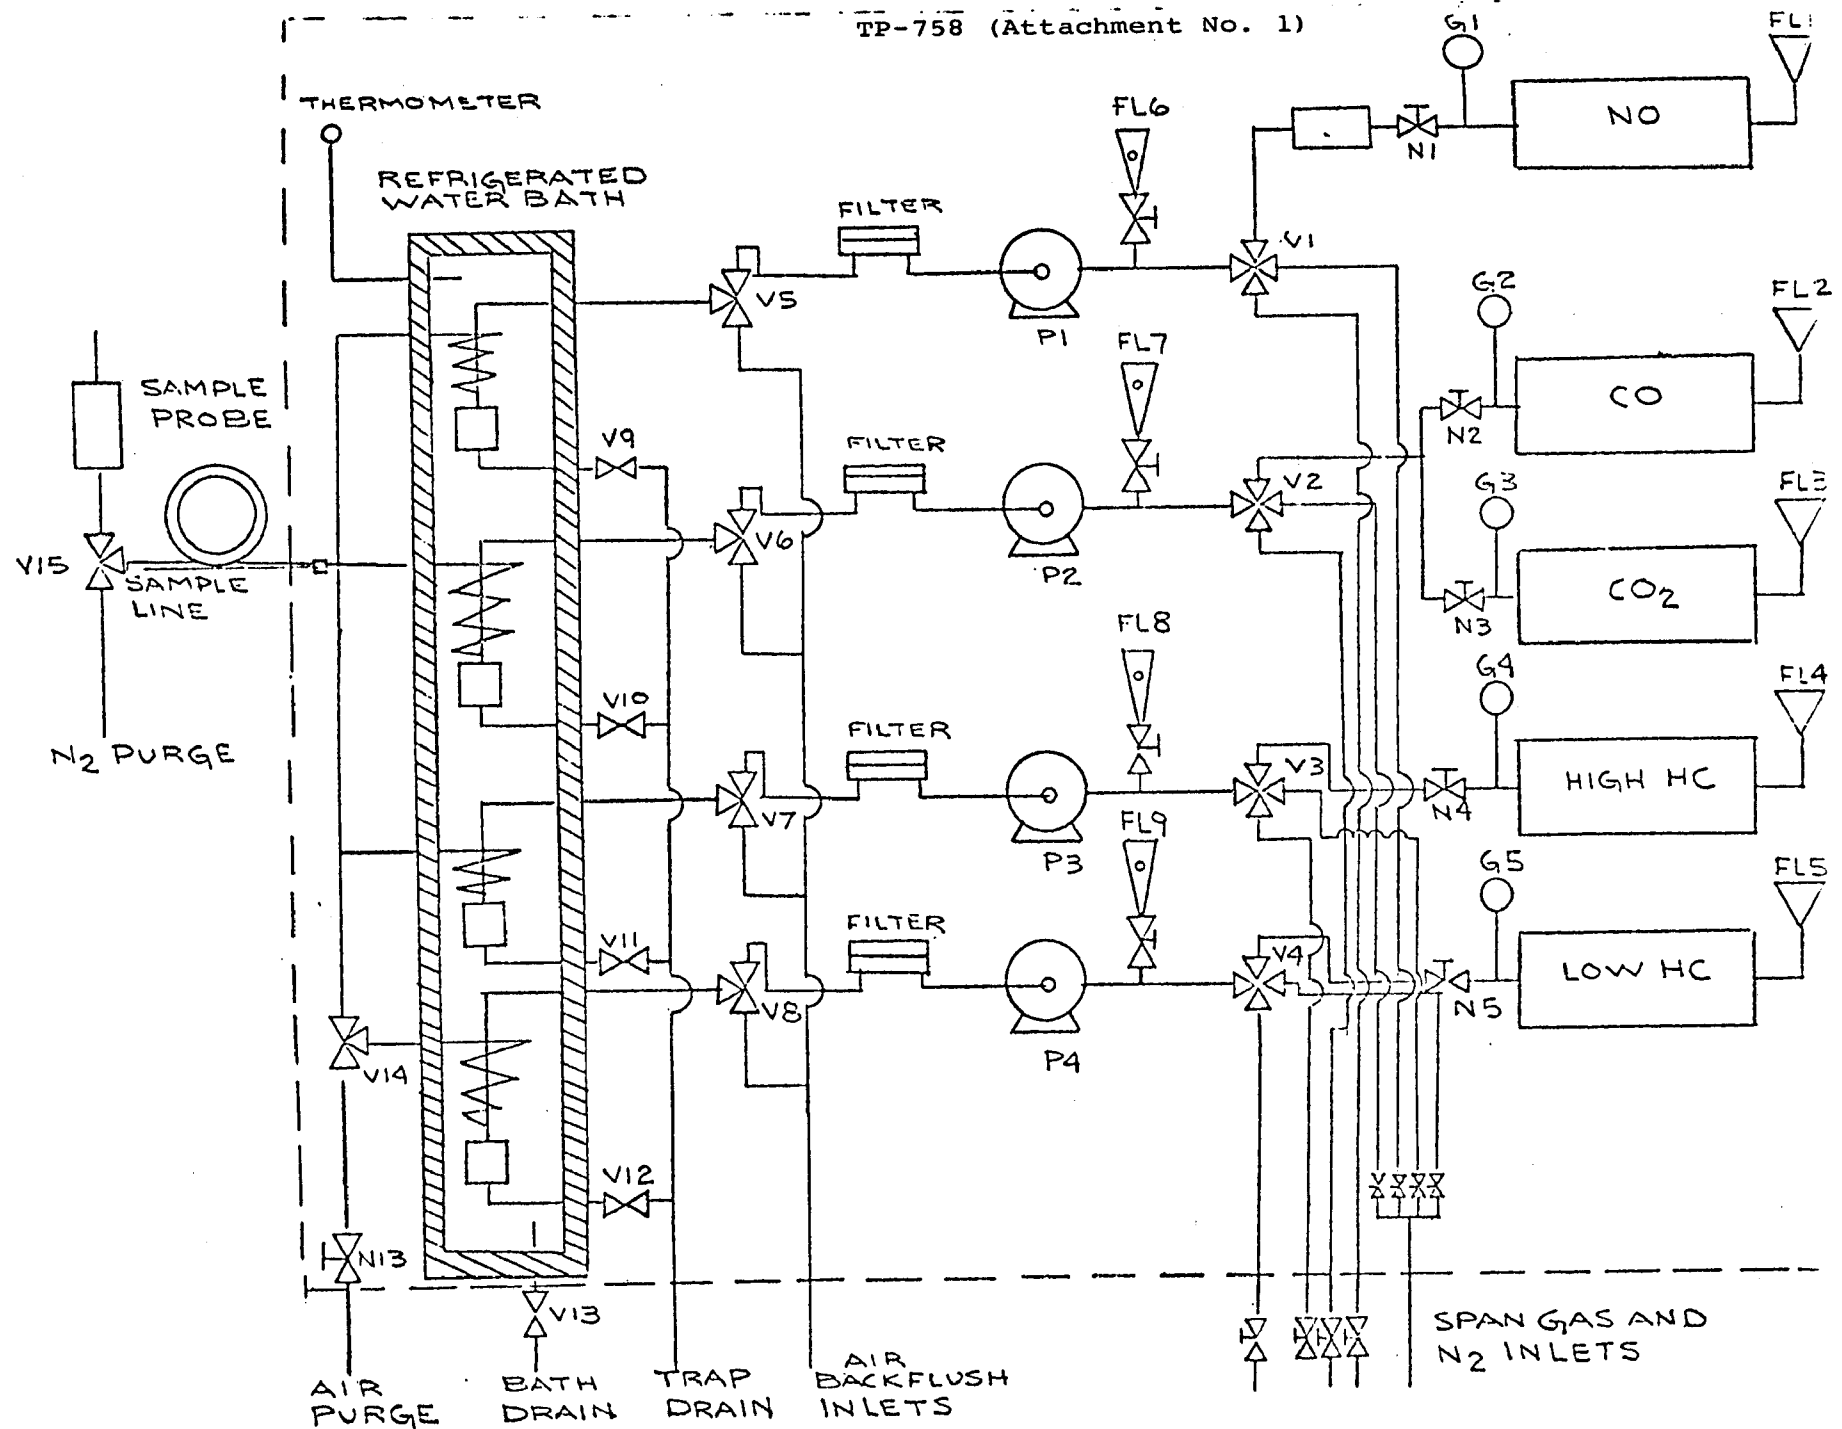 TP-758 (Attachment No. 1)
G1
FL1
THERMOMETER
FL6
NO
N1
REFRIGERATED
WATER BATH
FILTER
V1
V5
P1
G2
FL2
SAMPLE
PROBE
FL7
CO
N2
V9
FILTER
V2
G3
FL3
V6
P2
V15
SAMPLE
LINE
CO2
N3
FL8
G4
FL4
V10
N2 PURGE
FILTER
V3
HIGH HC
N4
V7
FL9
P3
G5
FL5
V11
FILTER
V4
LOW HC
N5
V8
P4
V14
V12
N13
V13
SPAN GAS AND
N2 INLETS
AIR
PURGE
BATH
DRAIN
TRAP
DRAIN
AIR
BACKFLUSH
INLETS